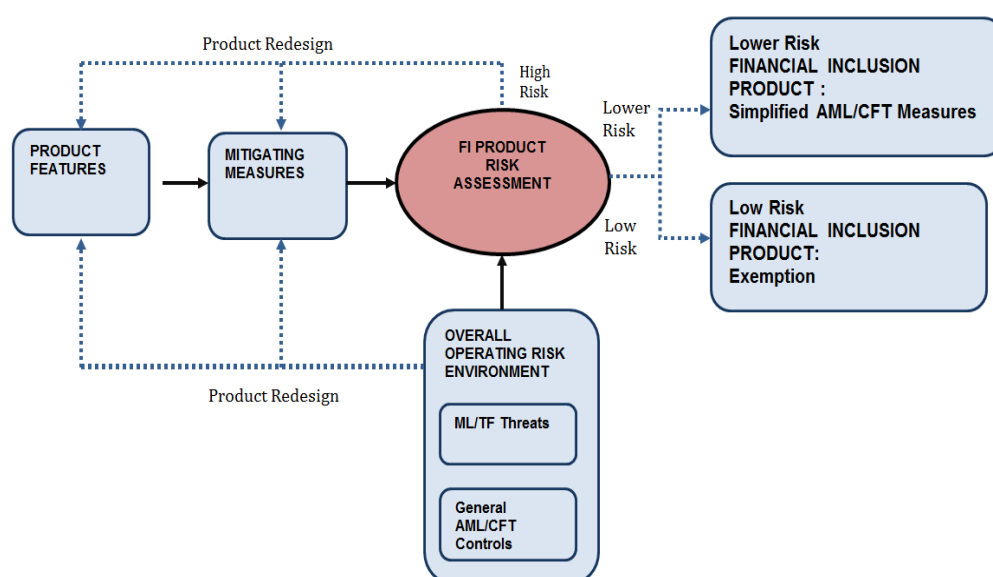 Product Redesign
High
Risk
Lower
Risk
Lower Risk
FINANCIAL INCLUSION
PRODUCT :
Simplified AML/CFT Measures
PRODUCT
FEATURES
MITIGATING
MEASURES
FI PRODUCT
RISK
ASSESSMENT
Low
Risk
Low Risk
FINANCIAL INCLUSION
PRODUCT:
Exemption
OVERALL
OPERATING RISK
ENVIRONMENT
Product Redesign
ML/TF Threats
General
AML/CFT
Controls